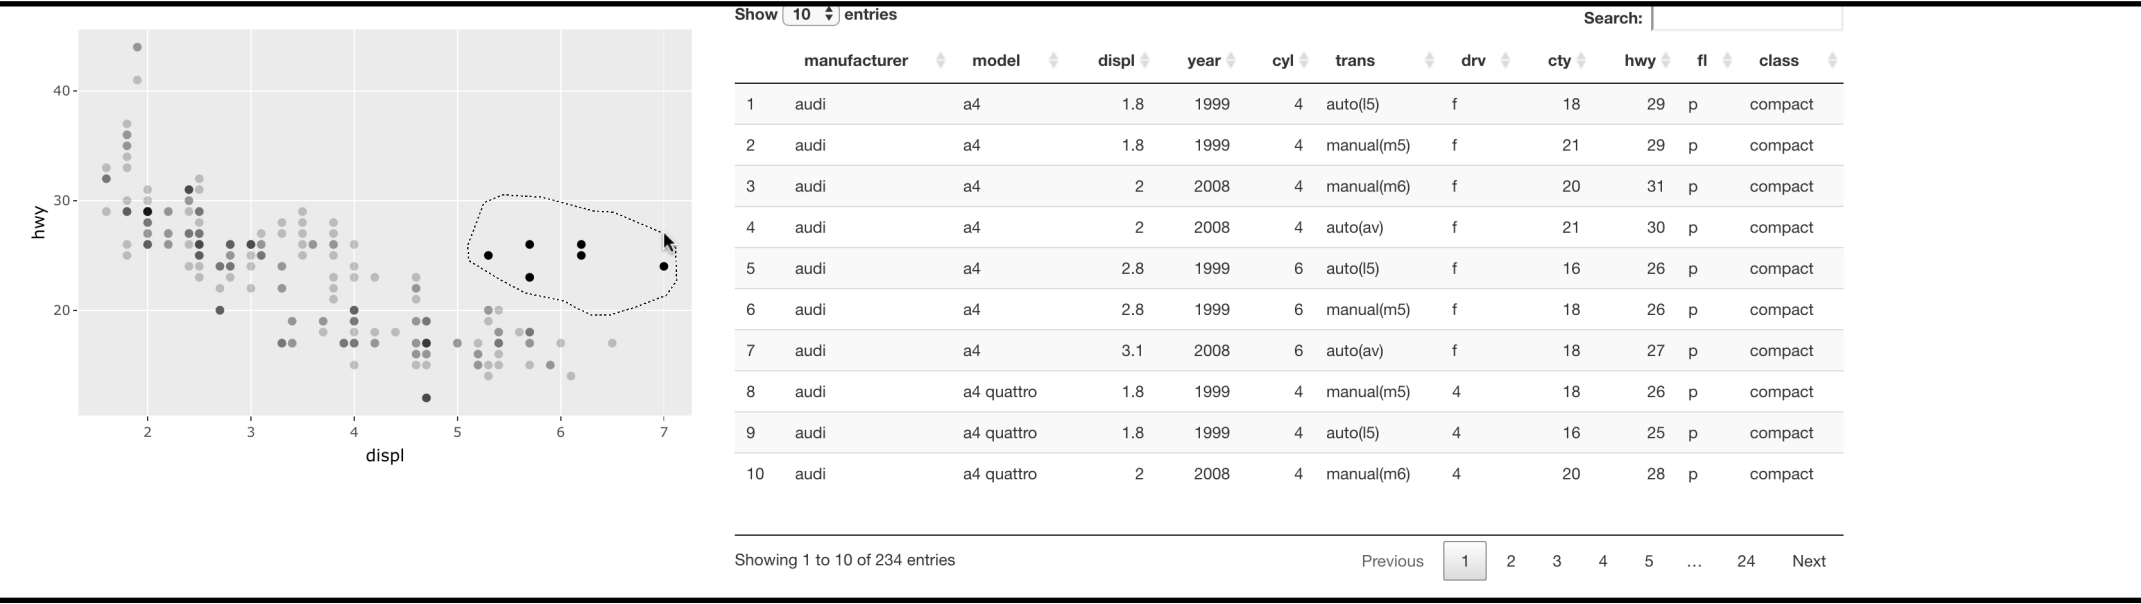 Show 10 entries
Search:
manufacturer model displ year cyl trans drv cty hwy fl class
1 audi a4 1.8 1999 4 auto(l5) f 18 29 p compact
2 audi a4 1.8 1999 4 manual(m5) f 21 29 p compact
3 audi a4 2 2008 4 manual(m6) f 20 31 p compact
4 audi a4 2 2008 4 auto(av) f 21 30 p compact
5 audi a4 2.8 1999 6 auto(l5) f 16 26 p compact
6 audi a4 2.8 1999 6 manual(m5) f 18 26 p compact
7 audi a4 3.1 2008 6 auto(av) f 18 27 p compact
8 audi a4 quattro 1.8 1999 4 manual(m5) 4 18 26 p compact
9 audi a4 quattro 1.8 1999 4 auto(l5) 4 16 25 p compact
10 audi a4 quattro 2 2008 4 manual(m6) 4 20 28 p compact
Showing 1 to 10 of 234 entries
Previous 1 2 3 4 5 … 24 Next
hwy
40
30
20
2 3 4 5 6 7
displ